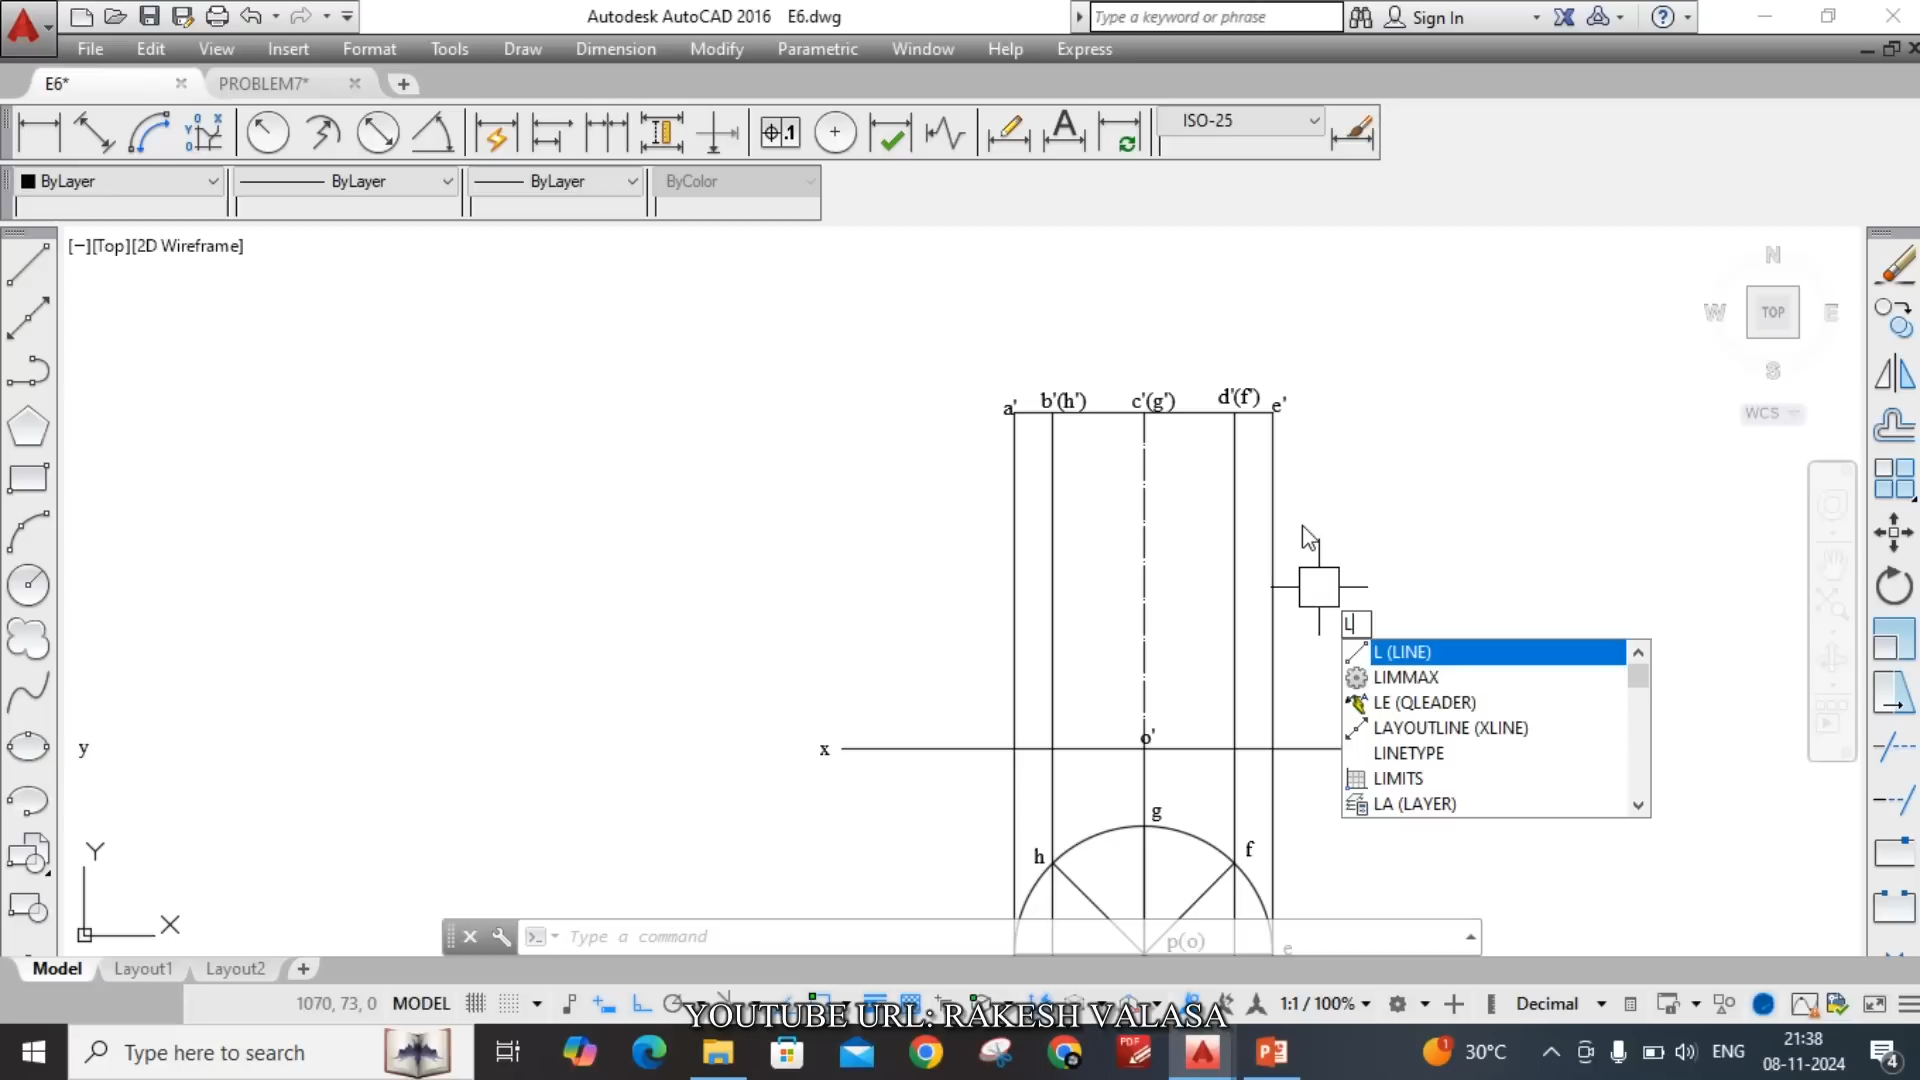 Autodesk AutoCAD 2016 E6.dwg
Type a keyword or phrase
Sign In
File Edit View Insert Format Tools Draw Dimension Modify Parametric Window Help Express
E6* PROBLEM7*
ISO-25
ByLayer ByLayer ByLayer ByColor
[−][Top][2D Wireframe]
N
W TOP E
S
WCS
a' b'(h') c'(g') d'(f') e'
L
L (LINE)
LIMMAX
LE (QLEADER)
LAYOUTLINE (XLINE)
LINETYPE
LIMITS
LA (LAYER)
y x o'
g
h f
Y
X
p(o) e
Type a command
Model Layout1 Layout2
1070, 73, 0 MODEL 1:1 / 100% Decimal
YOUTUBE URL: RAKESH VALASA
Type here to search
30°C ENG 21:38
08-11-2024
4